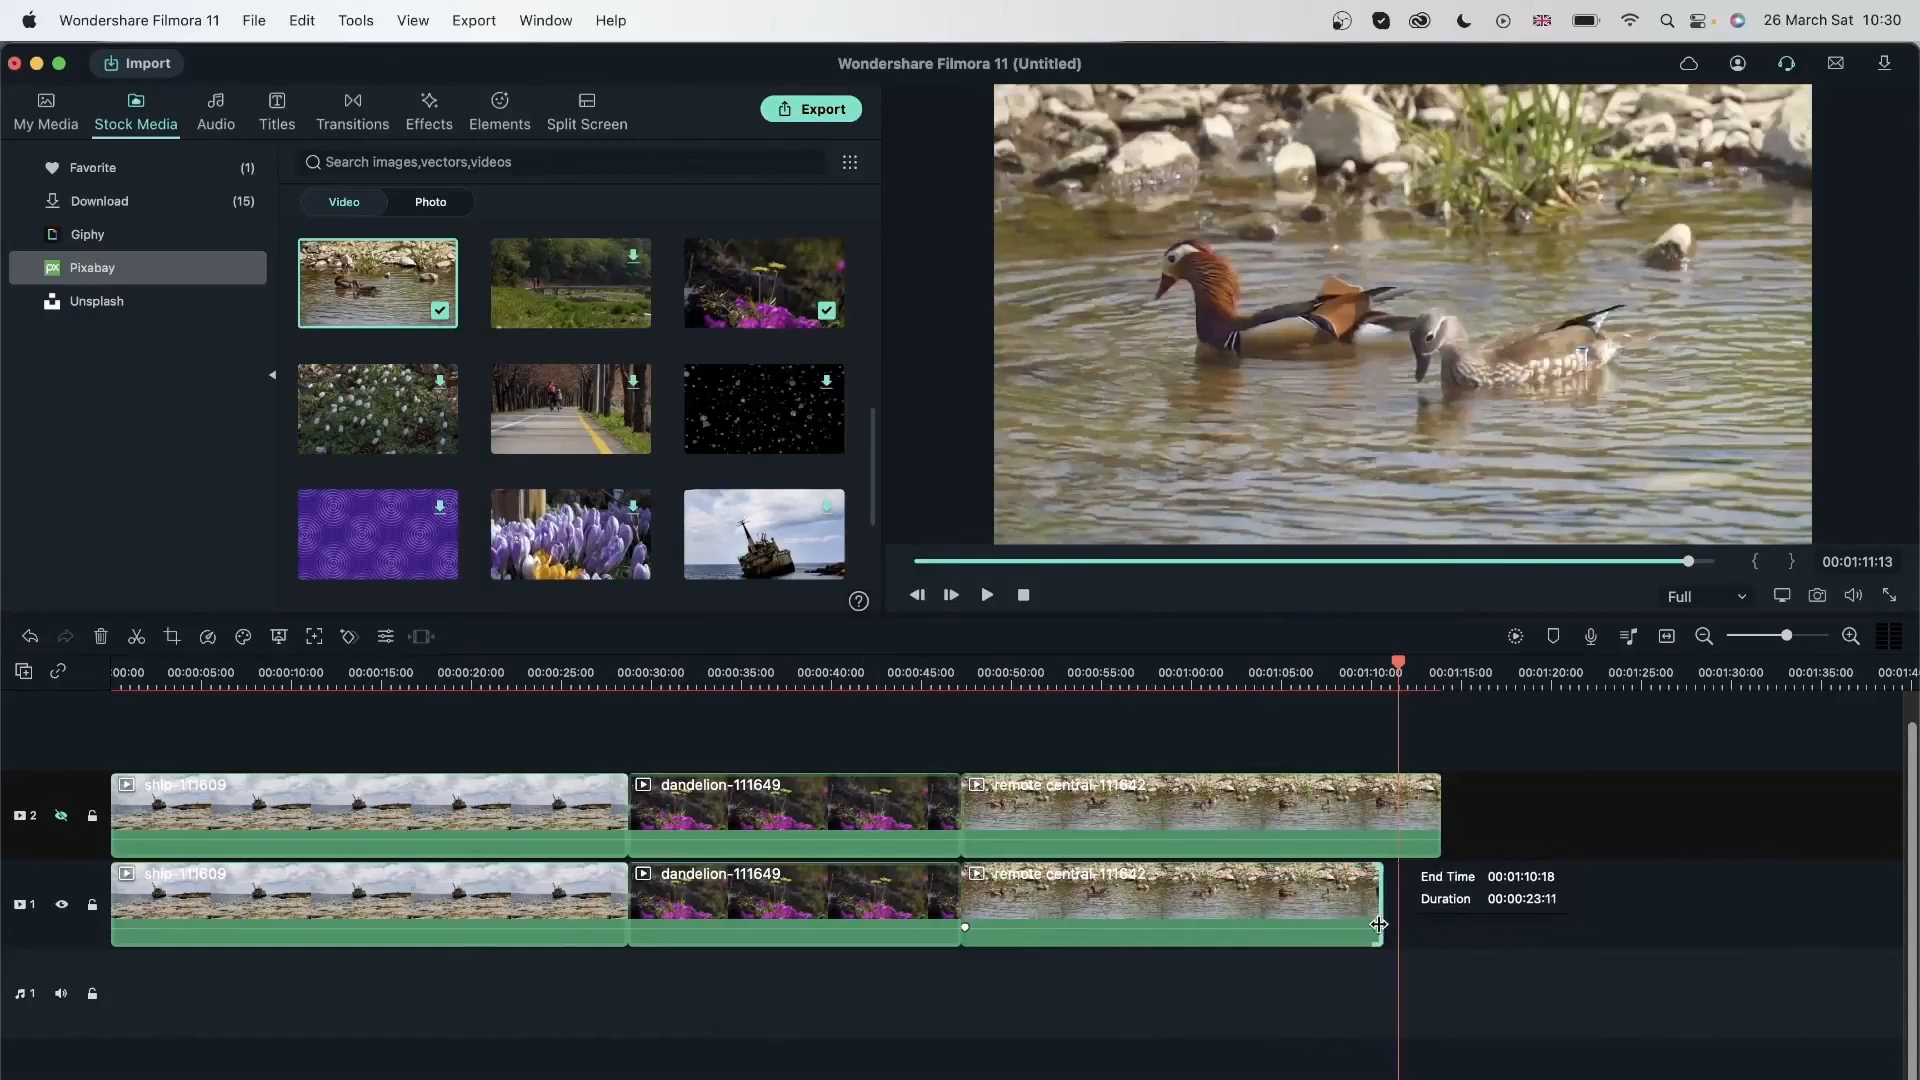 Wondershare Filmora 11 File Edit Tools View Export Window Help 26 March Sat 10:30
Import Wondershare Filmora 11 (Untitled)
My Media Stock Media Audio Titles Transitions Effects Elements Split Screen Export
Favorite (1)
Download (15)
Giphy
Pixabay
Unsplash
Search images,vectors,videos
Video Photo
px
{ } 00:01:11:13
Full
:00:00 00:00:05:00 00:00:10:00 00:00:15:00 00:00:20:00 00:00:25:00 00:00:30:00 00:00:35:00 00:00:40:00 00:00:45:00 00:00:50:00 00:00:55:00 00:01:00:00 00:01:05:00 00:01:10:00 00:01:15:00 00:01:20:00 00:01:25:00 00:01:30:00 00:01:35:00 00:01:4
ship-111609 dandelion-111649 remote central-111642
2
ship-111609 dandelion-111649 remote central-111642
1
End Time 00:01:10:18
Duration 00:00:23:11
1